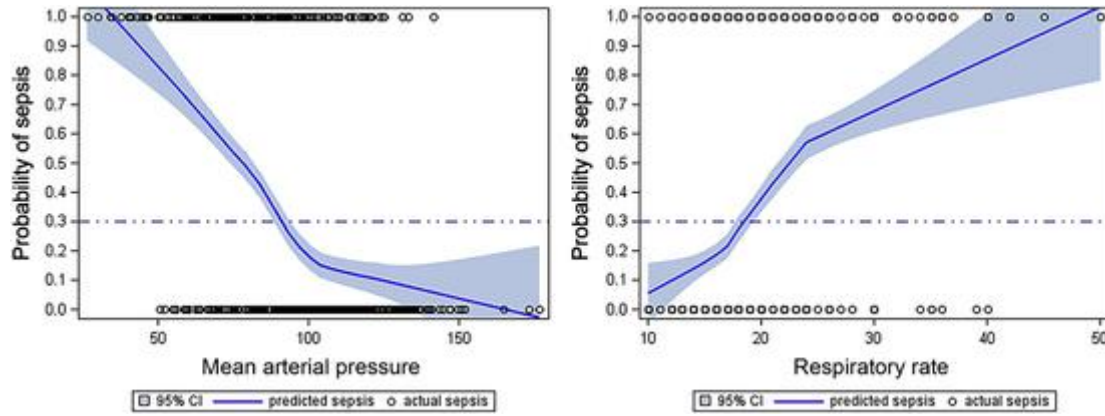 Probability of sepsis
1.0
0.9
0.8
0.7
0.6
0.5
0.4
0.3
0.2
0.1
0.0
50 100 150
Mean arterial pressure
95% CI predicted sepsis actual sepsis
Probability of sepsis
1.0
0.9
0.8
0.7
0.6
0.5
0.4
0.3
0.2
0.1
0.0
10 20 30 40 50
Respiratory rate
95% CI predicted sepsis actual sepsis